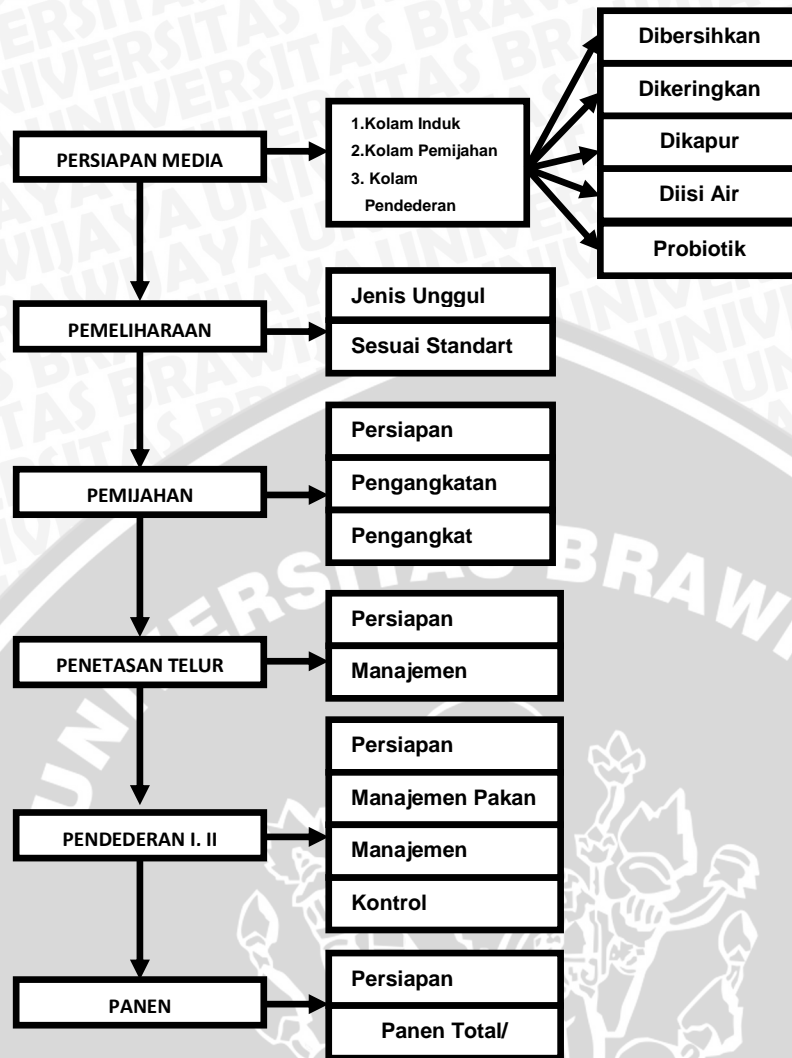 PERSIAPAN MEDIA
1.Kolam Induk
2.Kolam Pemijahan
3. Kolam
Pendederan
Dibersihkan
Dikeringkan
Dikapur
Diisi Air
Probiotik
PEMELIHARAAN
Jenis Unggul
Sesuai Standart
PEMIJAHAN
Persiapan
Pengangkatan
Pengangkat
PENETASAN TELUR
Persiapan
Manajemen
PENDEDERAN I. II
Persiapan
Manajemen Pakan
Manajemen
Kontrol
PANEN
Persiapan
Panen Total/
UNIVERSITAS BRAWI